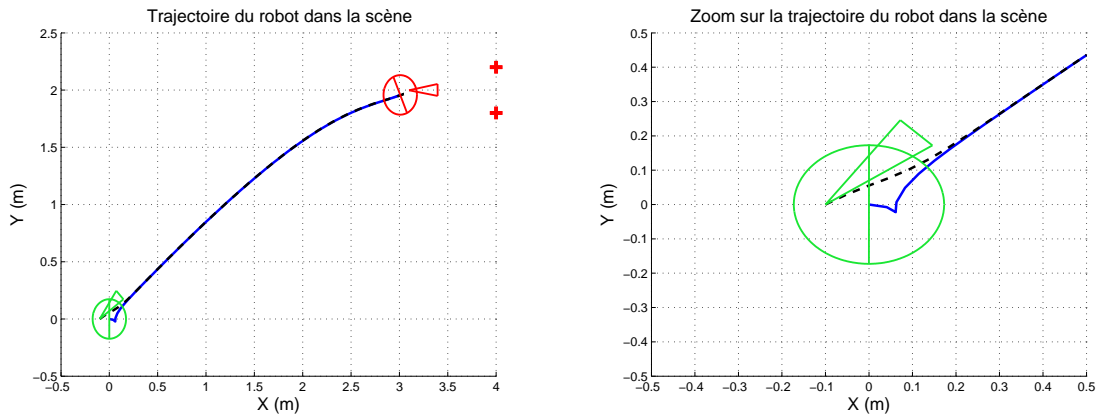 Trajectoire du robot dans la scène
2.5
2
1.5
1
0.5
0
−0.5
−0.5 0 0.5 1 1.5 2 2.5 3 3.5 4
Y (m)
X (m)
Zoom sur la trajectoire du robot dans la scène
0.5
0.4
0.3
0.2
0.1
0
−0.1
−0.2
−0.3
−0.4
−0.5
−0.5 −0.4 −0.3 −0.2 −0.1 0 0.1 0.2 0.3 0.4 0.5
Y (m)
X (m)